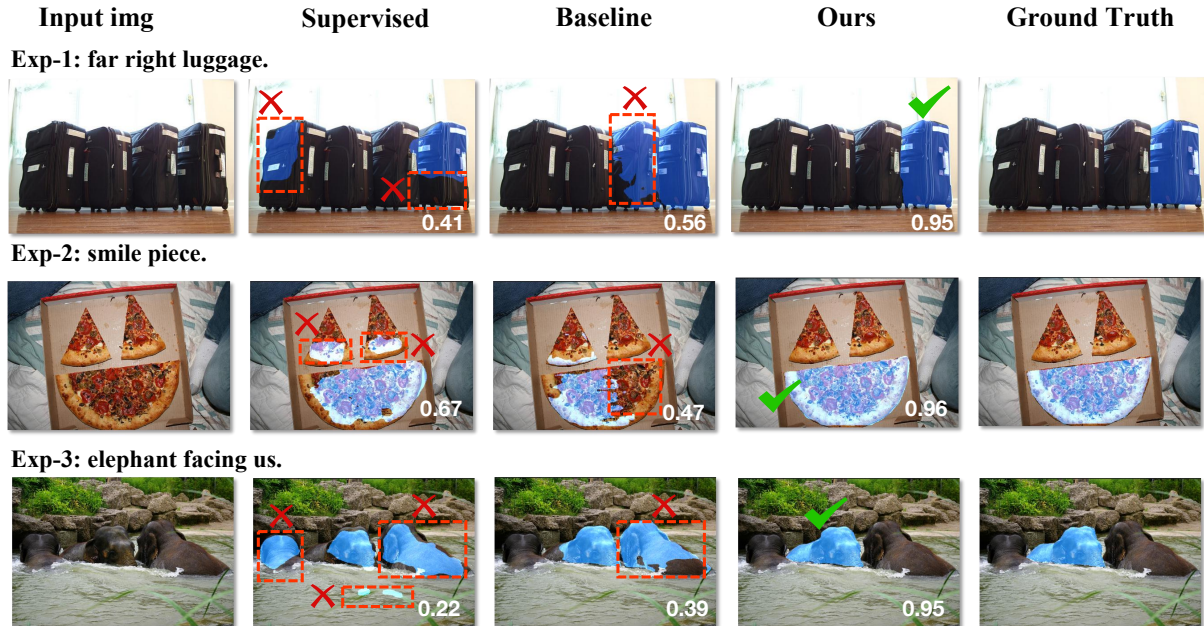 Input img Supervised Baseline Ours Ground Truth
Exp-1: far right luggage.
0.41 0.56 0.95
Exp-2: smile piece.
0.67 0.47 0.96
Exp-3: elephant facing us.
0.22 0.39 0.95